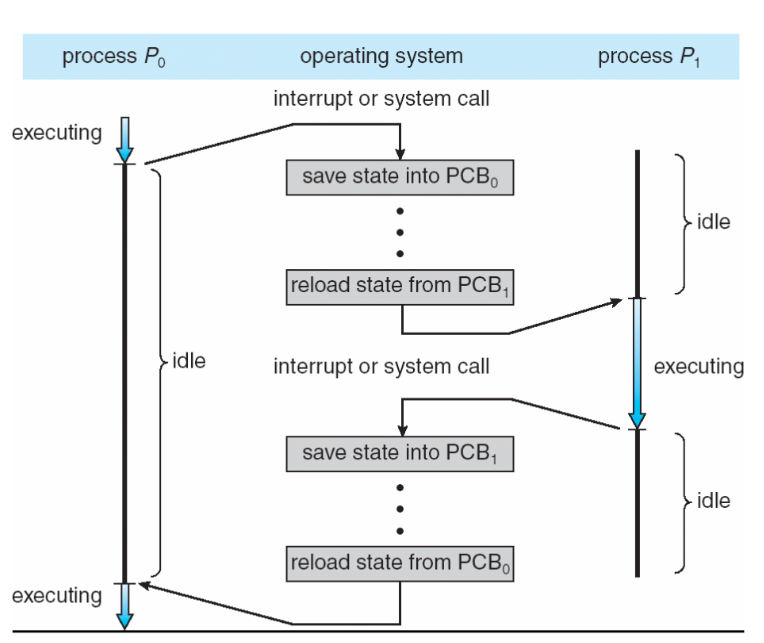 process P₀ operating system process P₁
interrupt or system call
executing
save state into PCB₀
idle
reload state from PCB₁
idle
interrupt or system call
executing
save state into PCB₁
idle
reload state from PCB₀
executing